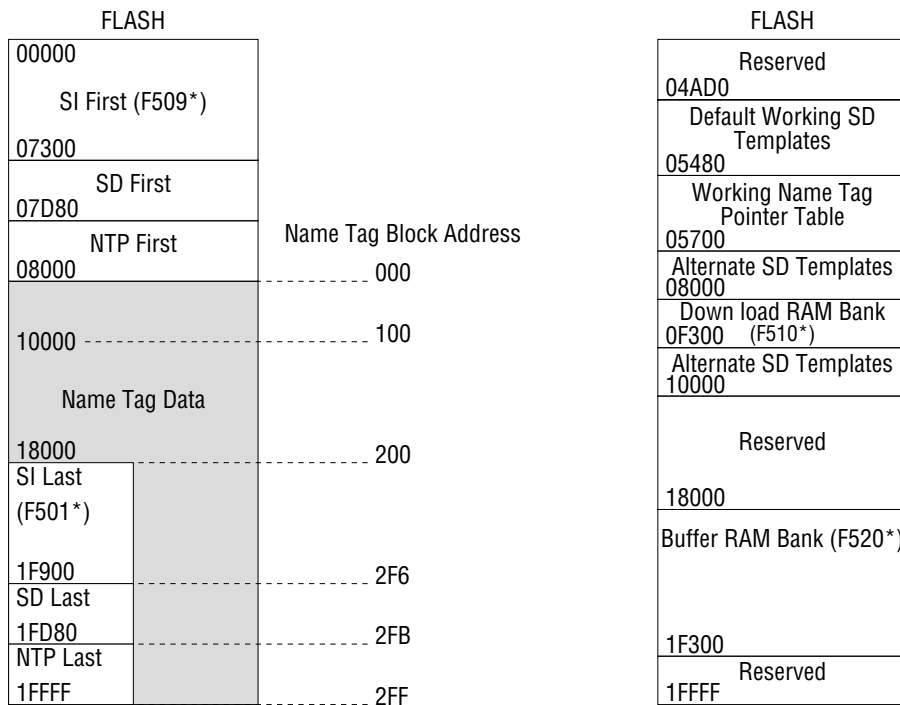 FLASH
00000
SI First (F509*)
07300
SD First
07D80
NTP First
08000
10000
Name Tag Data
18000
SI Last
(F501*)
1F900
SD Last
1FD80
NTP Last
1FFFF
Name Tag Block Address
000
100
200
2F6
2FB
2FF
FLASH
Reserved
04AD0
Default Working SD
Templates
05480
Working Name Tag
Pointer Table
05700
Alternate SD Templates
08000
Down load RAM Bank
0F300 (F510*)
Alternate SD Templates
10000
Reserved
18000
Buffer RAM Bank (F520*)
1F300
Reserved
1FFFF